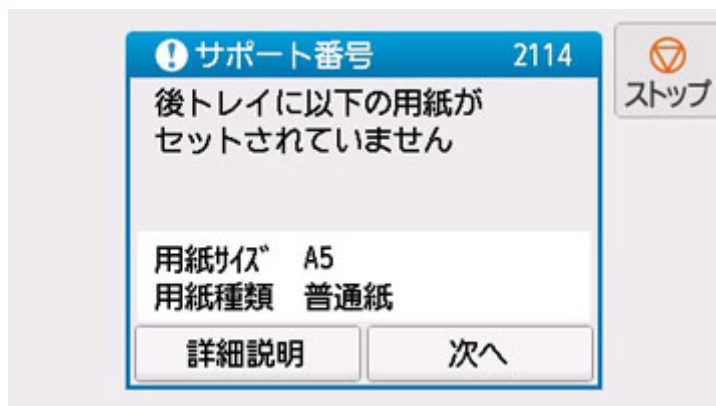 サポート番号 2114
ストップ
後トレイに以下の用紙が
セットされていません
用紙ｻｲｽﾞ A5
用紙種類 普通紙
詳細説明 次へ